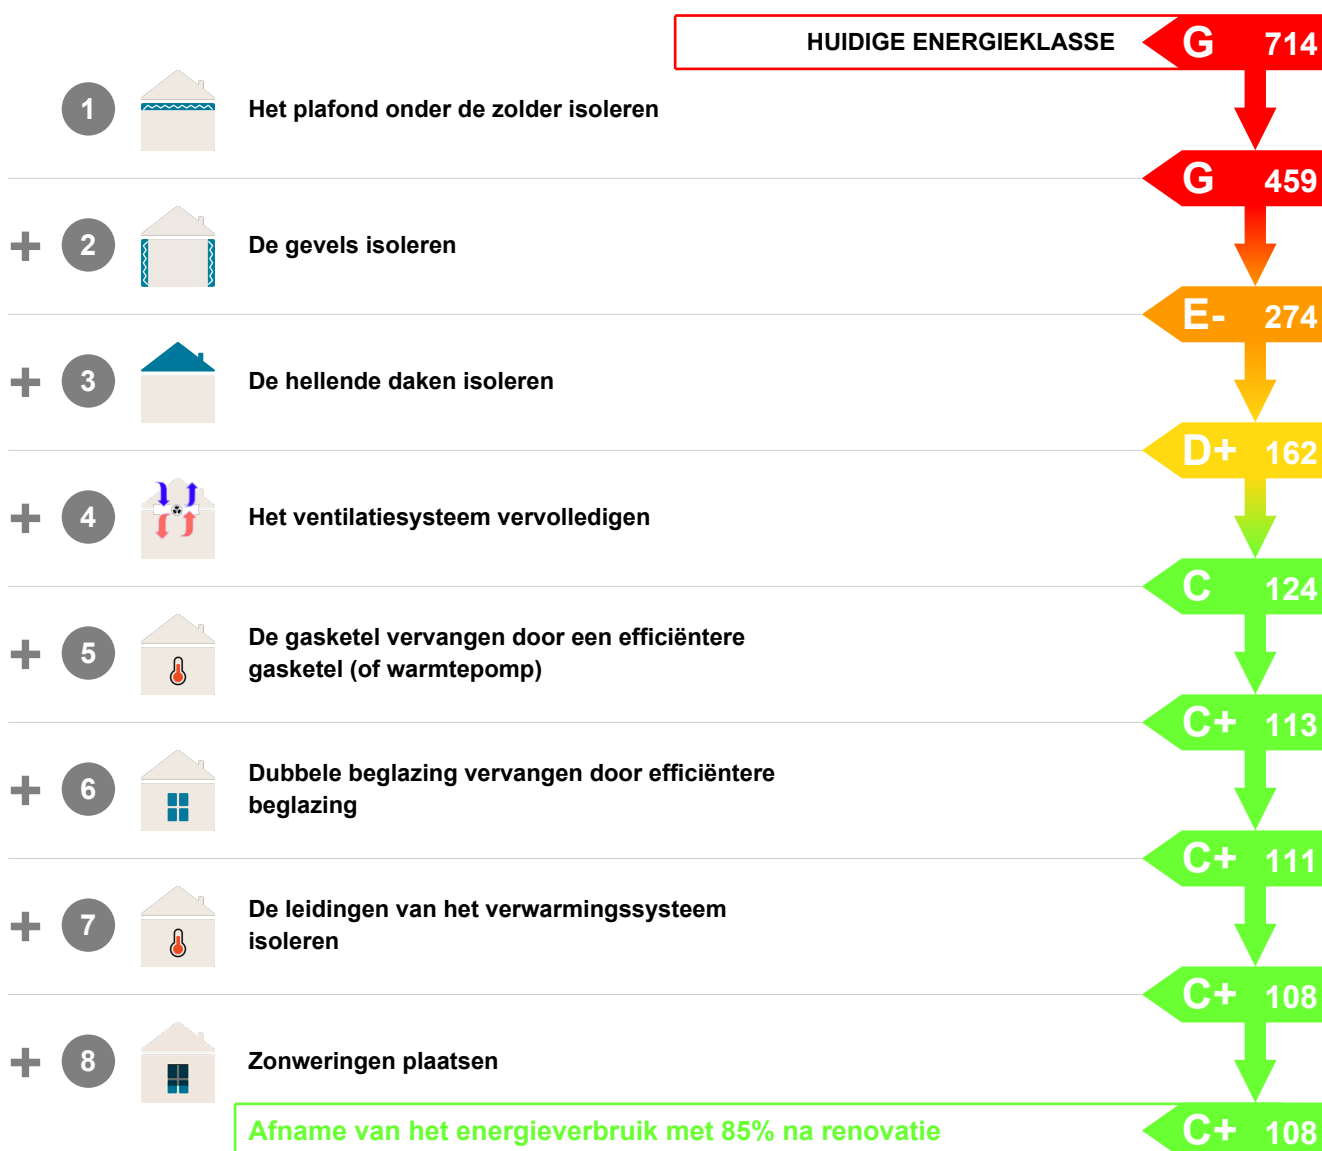 HUIDIGE ENERGIEKLASSE G 714
1 Het plafond onder de zolder isoleren
G 459
+ 2 De gevels isoleren
E- 274
+ 3 De hellende daken isoleren
D+ 162
+ 4 Het ventilatiesysteem vervolledigen
C 124
+ 5 De gasketel vervangen door een efficiëntere
gasketel (of warmtepomp)
C+ 113
+ 6 Dubbele beglazing vervangen door efficiëntere
beglazing
C+ 111
+ 7 De leidingen van het verwarmingssysteem
isoleren
C+ 108
+ 8 Zonweringen plaatsen
Afname van het energieverbruik met 85% na renovatie C+ 108